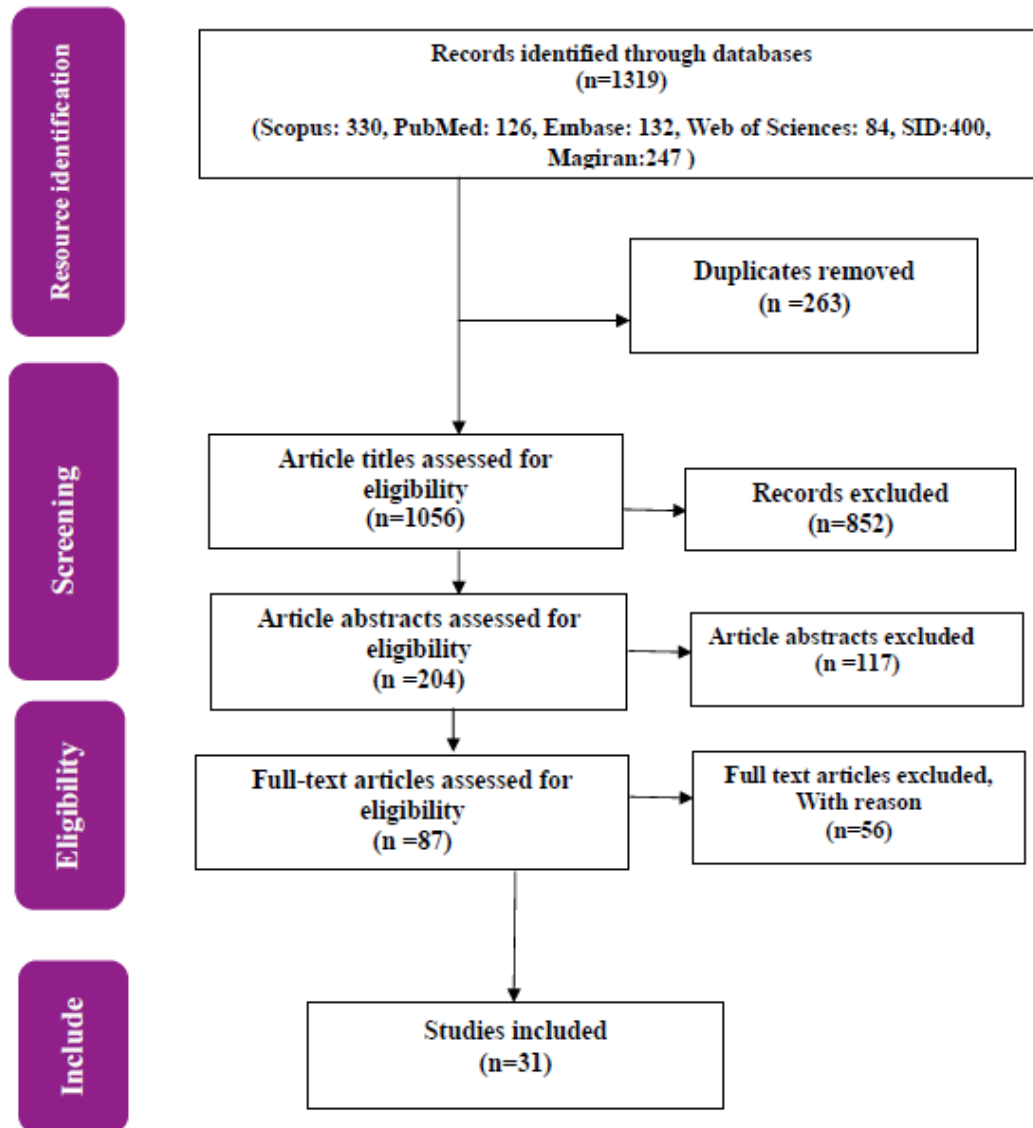 Resource identification
Records identified through databases
(n=1319)
(Scopus: 330, PubMed: 126, Embase: 132, Web of Sciences: 84, SID:400,
Magiran:247 )
Duplicates removed
(n =263)
Screening
Article titles assessed for
eligibility
(n=1056)
Records excluded
(n=852)
Article abstracts assessed for
eligibility
(n =204)
Article abstracts excluded
(n =117)
Eligibility
Full-text articles assessed for
eligibility
(n =87)
Full text articles excluded,
With reason
(n=56)
Include
Studies included
(n=31)